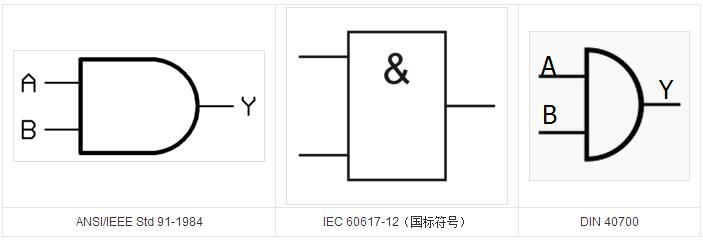 A
B
Y
&
A
B
Y
ANSI/IEEE Std 91-1984
IEC 60617-12（国标符号）
DIN 40700